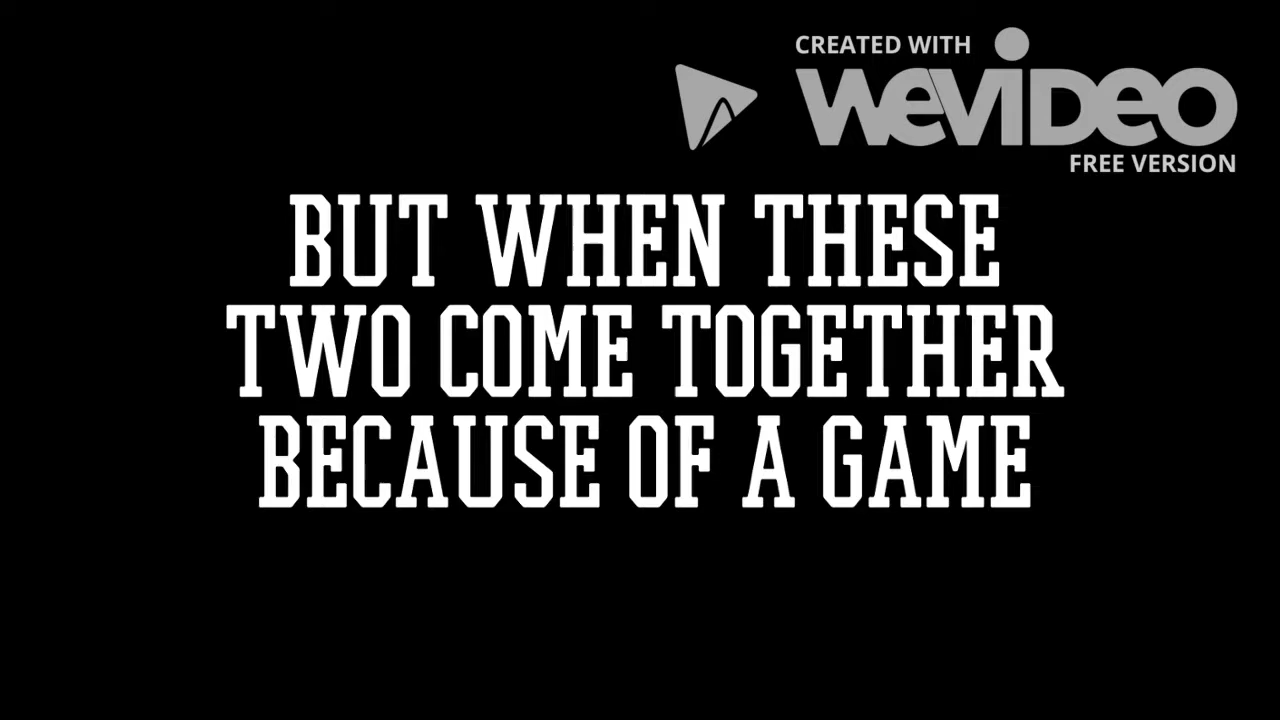 CREATED WITH
WEVIDEO
FREE VERSION
BUT WHEN THESE
TWO COME TOGETHER
BECAUSE OF A GAME